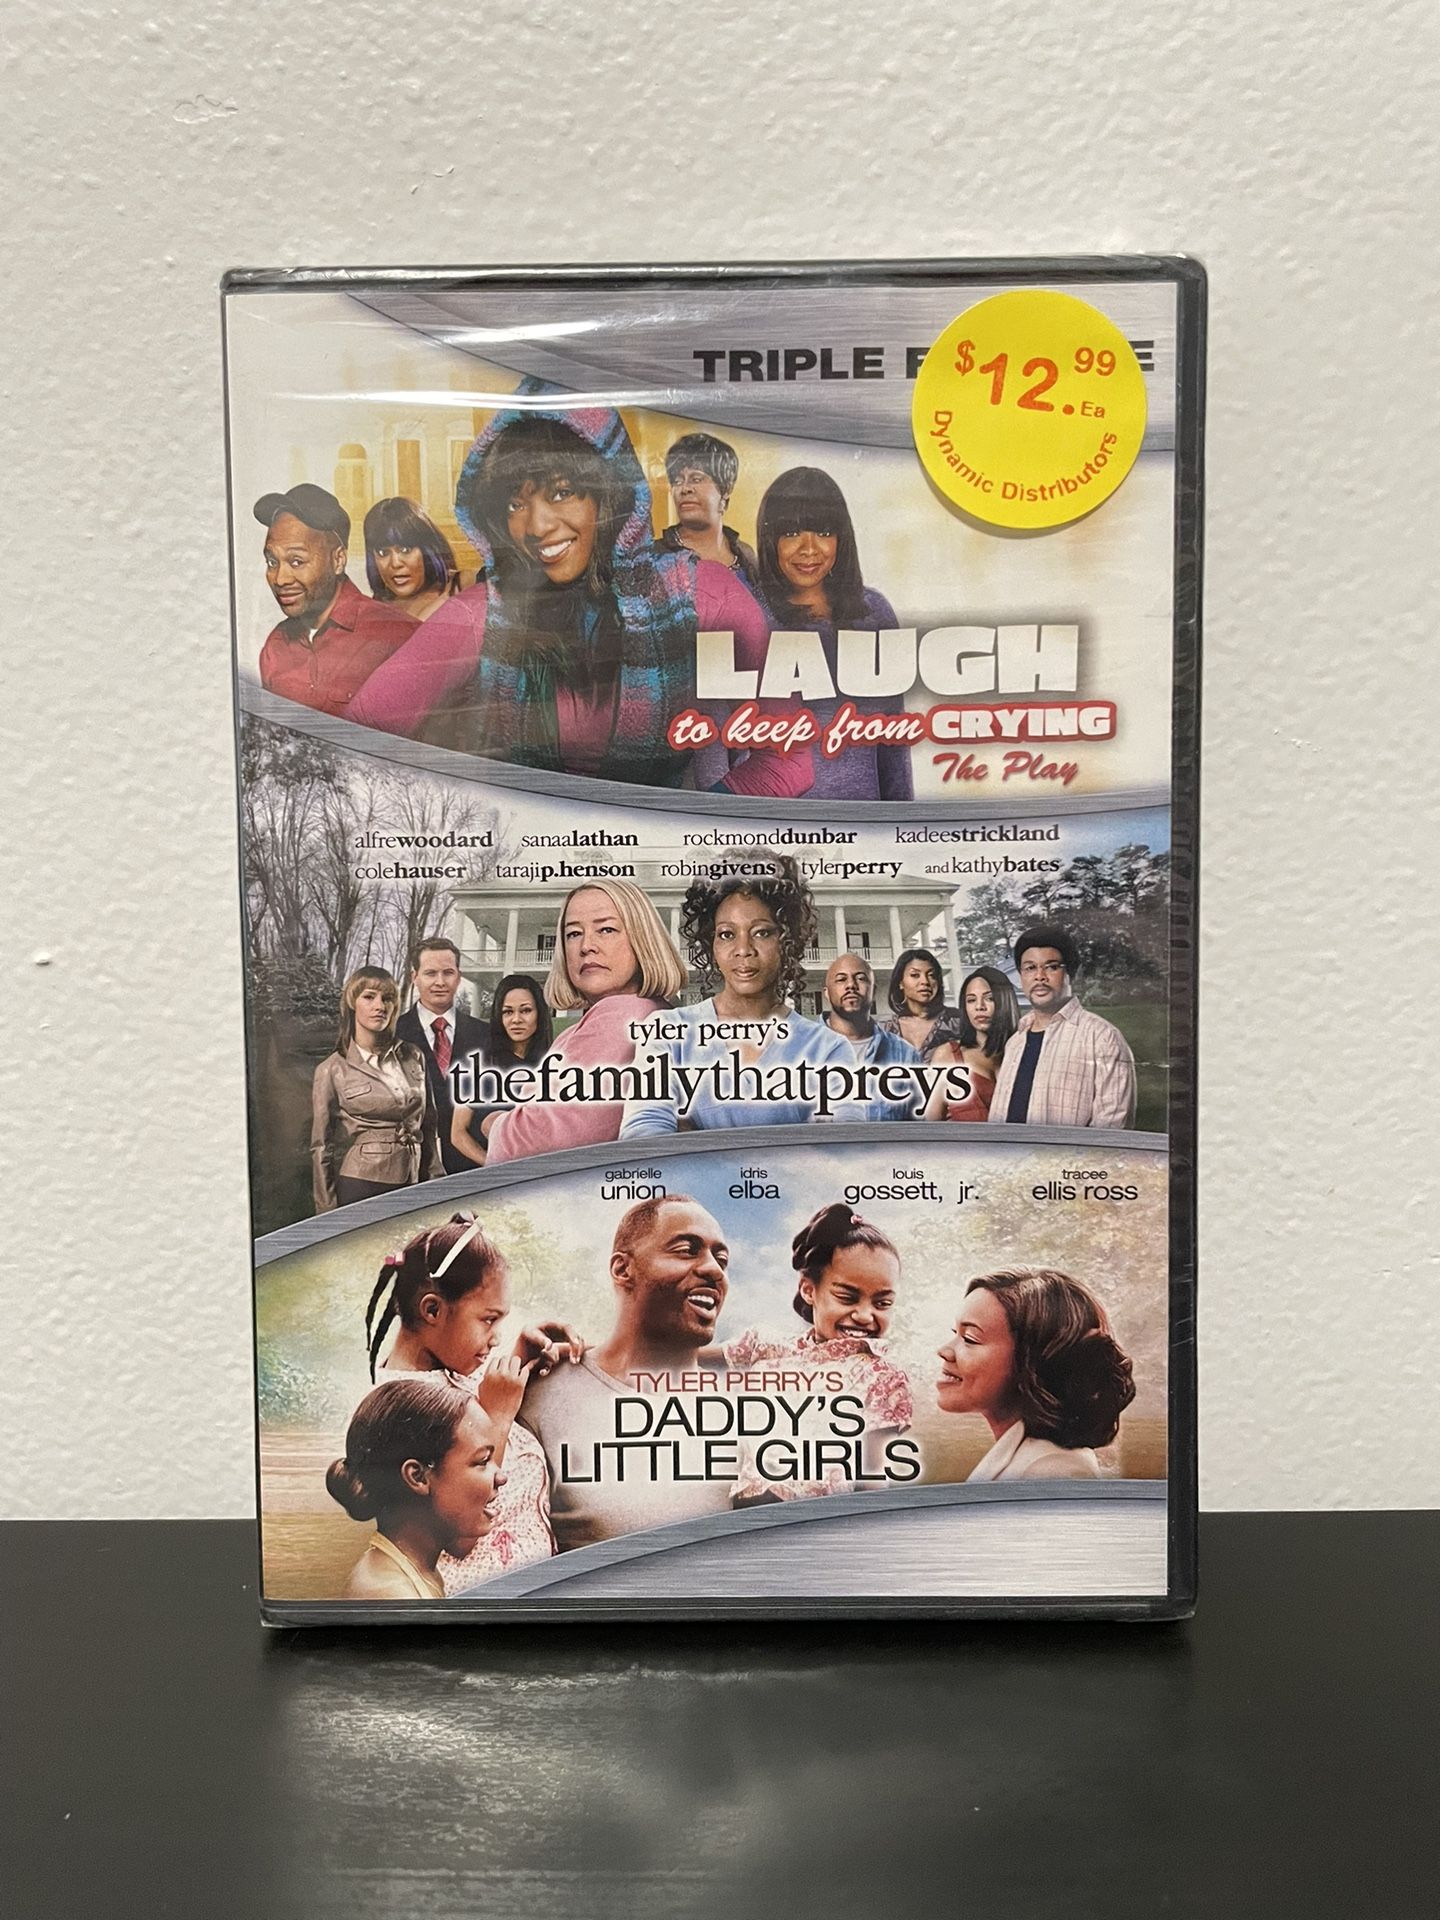 TRIPLE
$12.99
Ea
Dynamic Distributors
LAUGH
to keep from CRYING
The Play
alfrewoodard sanaalathan rockmonddunbar kadeestrickland
colehauser tarajip.henson robingivens tylerperry andkathybates
tyler perry's
thefamilythatpreys
gabrielle idris louis tracee
union elba gossett, jr. ellis ross
TYLER PERRY'S
DADDY'S
LITTLE GIRLS